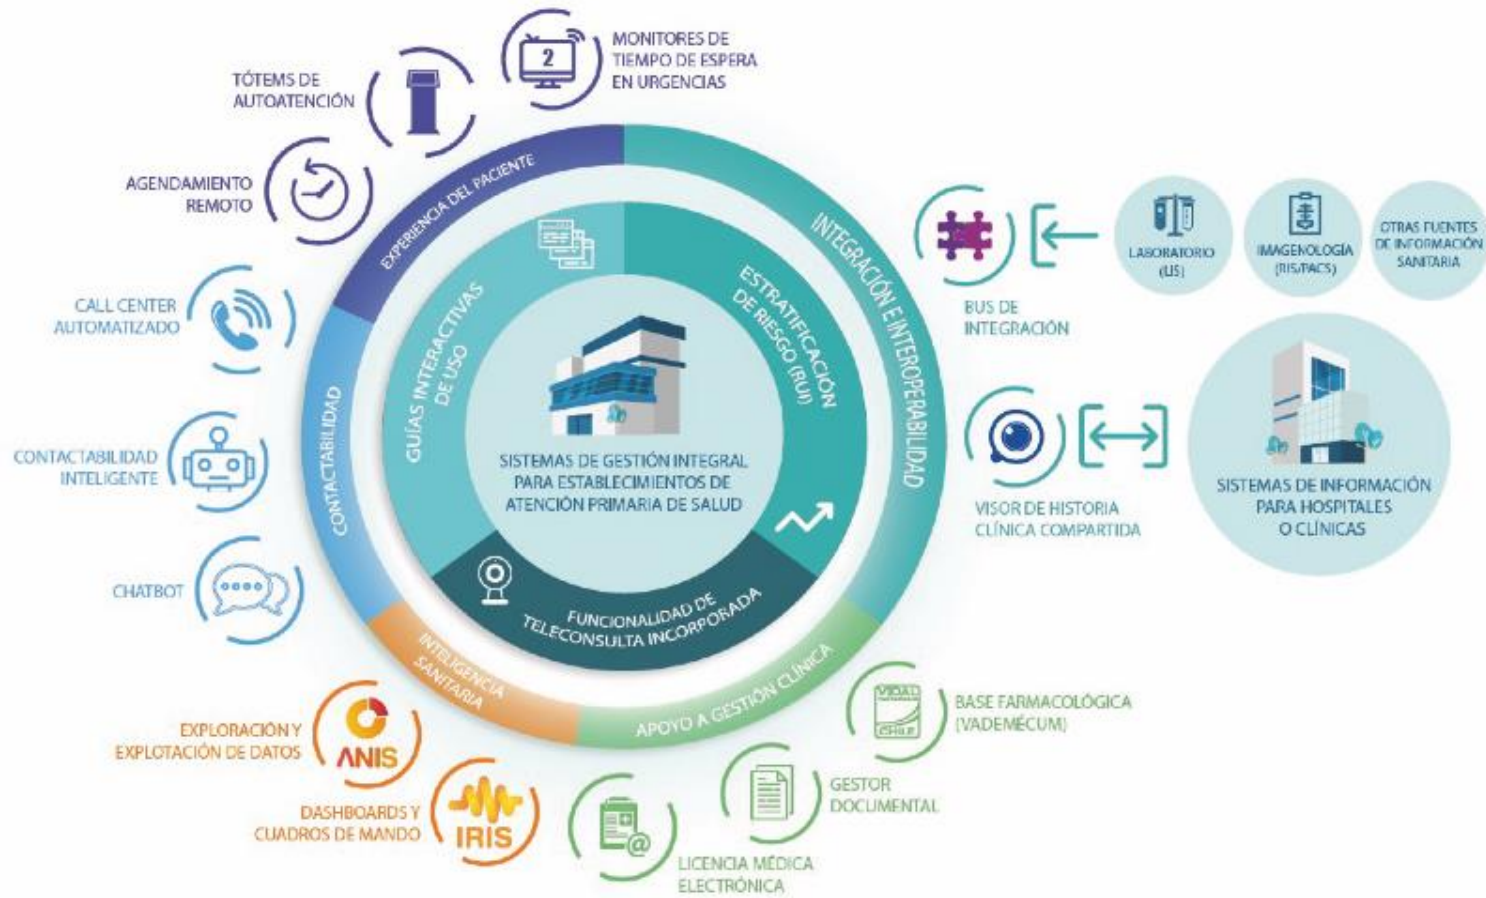 MONITORES DE
TIEMPO DE ESPERA
EN URGENCIAS
2
TÓTEMS DE
AUTOATENCIÓN
AGENDAMIENTO
REMOTO
CALL CENTER
AUTOMATIZADO
CONTACTABILIDAD
INTELIGENTE
CHATBOT
EXPERIENCIA DEL PACIENTE
CONTACTABILIDAD
INTELIGENCIA
SANITARIA
APOYO A GESTIÓN CLÍNICA
INTEGRACIÓN E INTEROPERABILIDAD
GUÍAS INTERACTIVAS
DE USO
ESTRATIFICACIÓN
DE RIESGO (RUI)
FUNCIONALIDAD DE
TELECONSULTA INCORPORADA
SISTEMAS DE GESTIÓN INTEGRAL
PARA ESTABLECIMIENTOS DE
ATENCIÓN PRIMARIA DE SALUD
BUS DE
INTEGRACIÓN
LABORATORIO
(LIS)
IMAGENOLOGÍA
(RIS/PACS)
OTRAS FUENTES
DE INFORMACIÓN
SANITARIA
VISOR DE HISTORIA
CLÍNICA COMPARTIDA
SISTEMAS DE INFORMACIÓN
PARA HOSPITALES
O CLÍNICAS
EXPLORACIÓN Y
EXPLOTACIÓN DE DATOS
ANIS
DASHBOARDS Y
CUADROS DE MANDO
IRIS
LICENCIA MÉDICA
ELECTRÓNICA
@
GESTOR
DOCUMENTAL
BASE FARMACOLÓGICA
(VADEMÉCUM)
VIDAL
CHILE